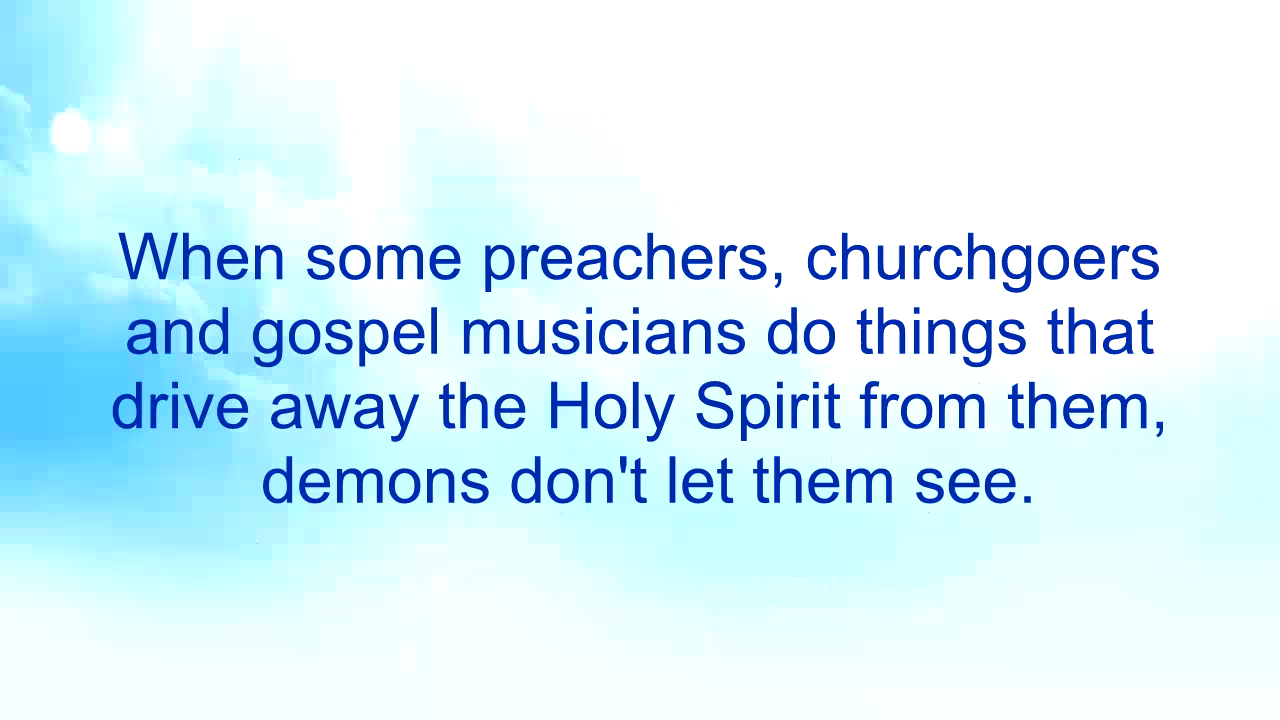 When some preachers, churchgoers
and gospel musicians do things that
drive away the Holy Spirit from them,
demons don't let them see.